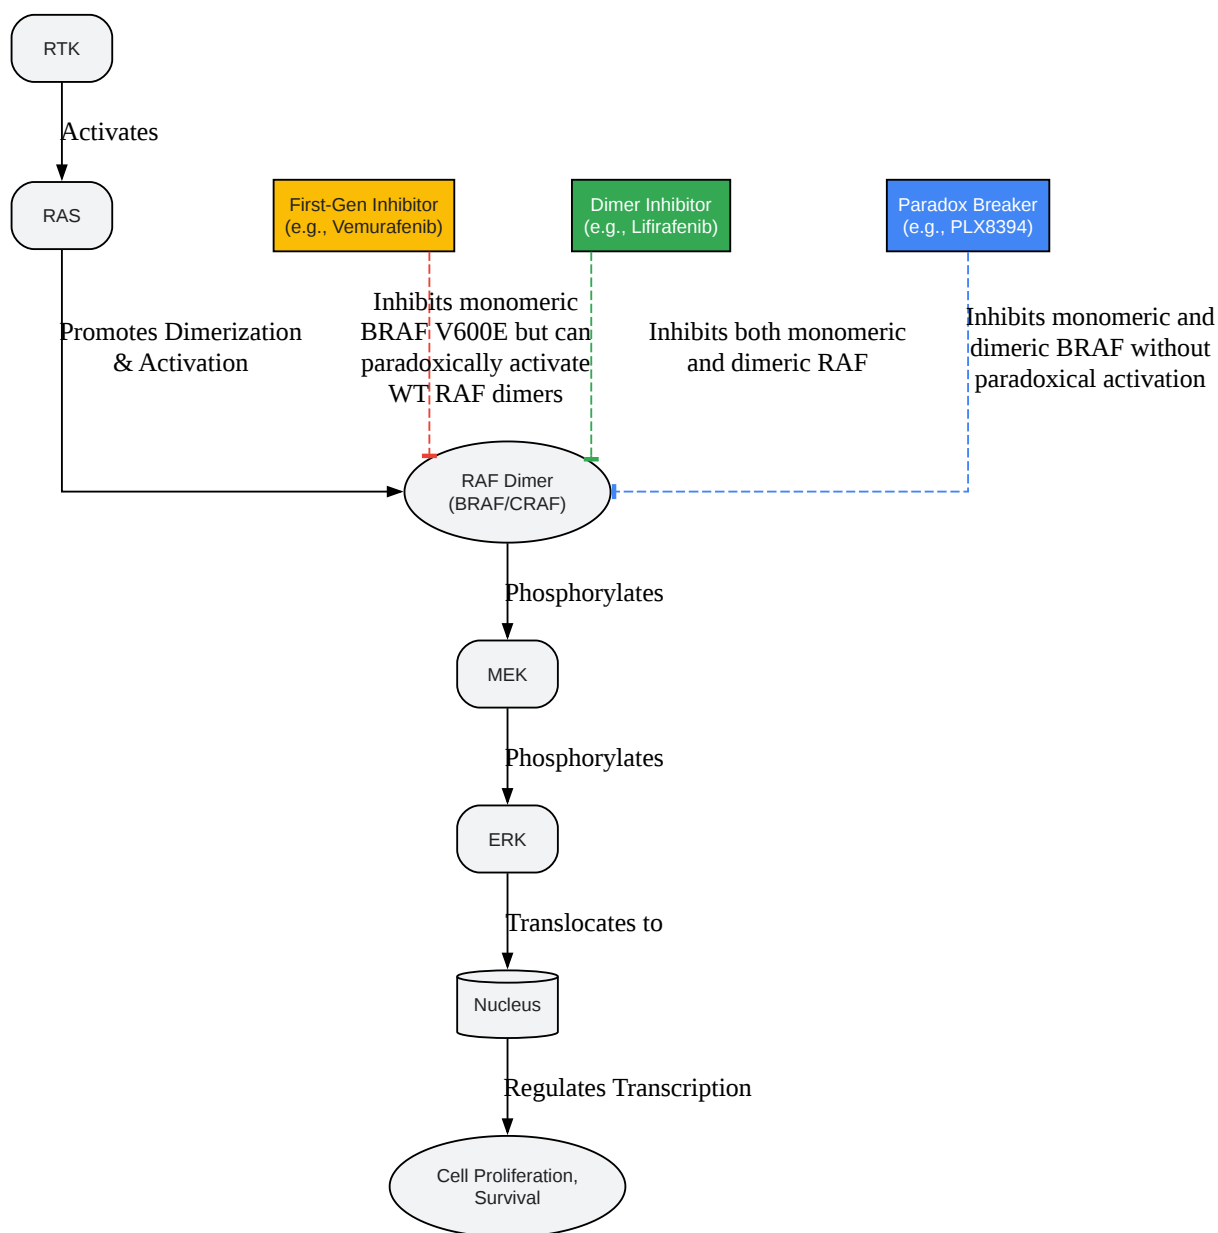 RTK
Activates
RAS
First-Gen Inhibitor
(e.g., Vemurafenib)
Dimer Inhibitor
(e.g., Lifirafenib)
Paradox Breaker
(e.g., PLX8394)
Promotes Dimerization
& Activation
Inhibits monomeric
BRAF V600E but can
paradoxically activate
WT RAF dimers
Inhibits both monomeric
and dimeric RAF
Inhibits monomeric and
dimeric BRAF without
paradoxical activation
RAF Dimer
(BRAF/CRAF)
Phosphorylates
MEK
Phosphorylates
ERK
Translocates to
Nucleus
Regulates Transcription
Cell Proliferation,
Survival